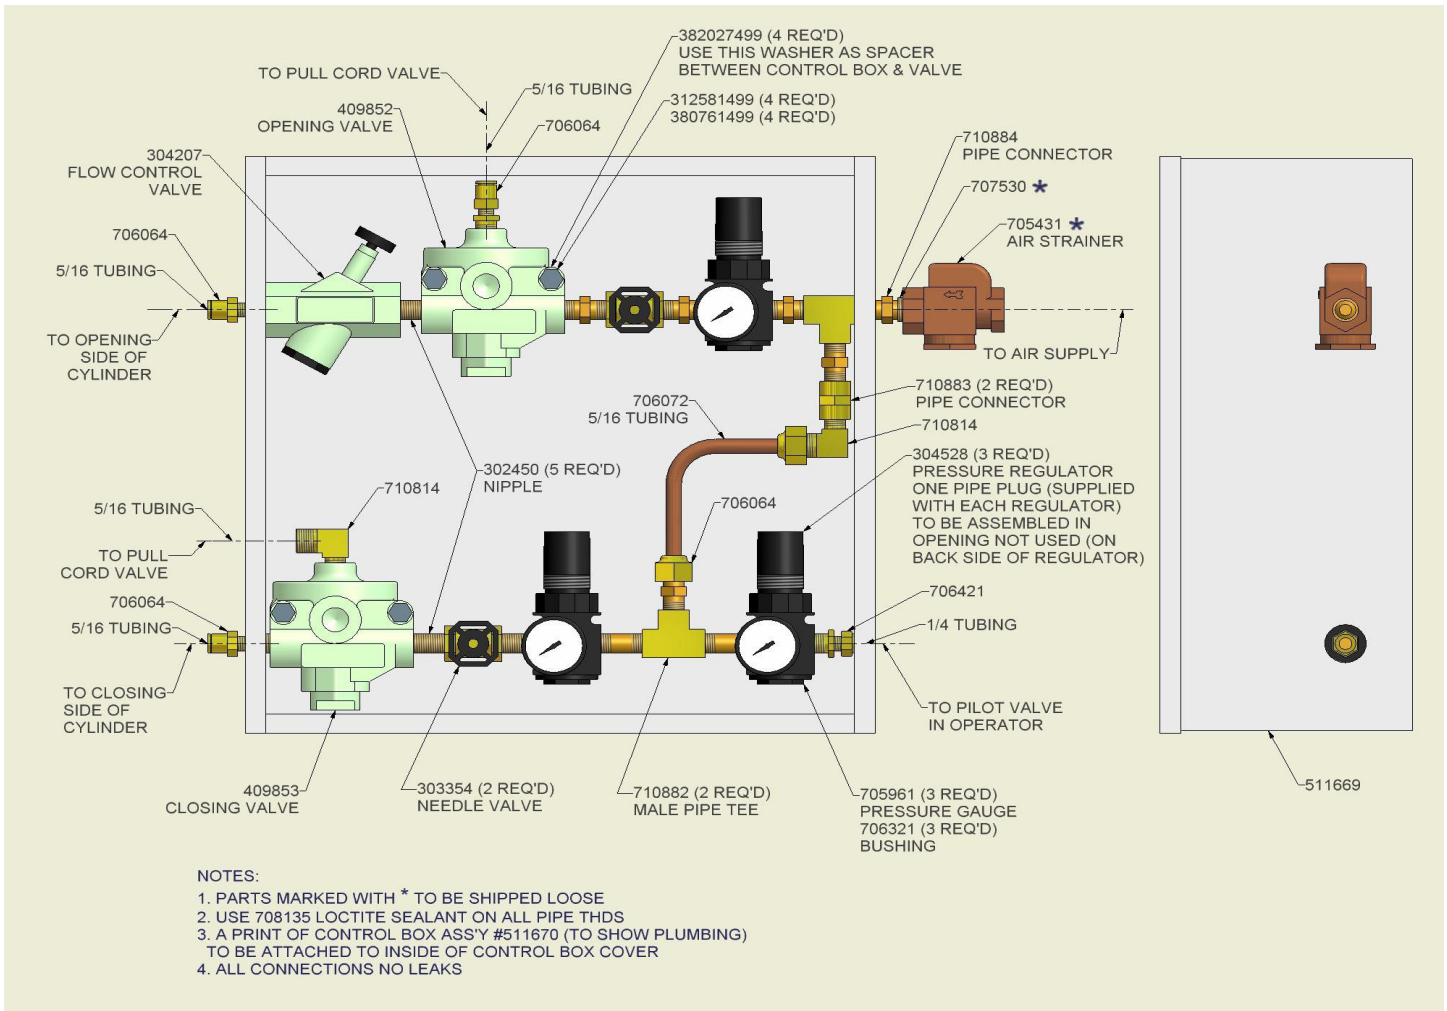 382027499 (4 REQ'D)
USE THIS WASHER AS SPACER
BETWEEN CONTROL BOX & VALVE
TO PULL CORD VALVE
5/16 TUBING
409852
OPENING VALVE
312581499 (4 REQ'D)
380761499 (4 REQ'D)
706064
710884
PIPE CONNECTOR
304207
FLOW CONTROL
VALVE
707530 *
705431 *
AIR STRAINER
706064
5/16 TUBING
TO OPENING
SIDE OF
CYLINDER
TO AIR SUPPLY
710883 (2 REQ'D)
PIPE CONNECTOR
706072
5/16 TUBING
710814
304528 (3 REQ'D)
PRESSURE REGULATOR
ONE PIPE PLUG (SUPPLIED
WITH EACH REGULATOR)
TO BE ASSEMBLED IN
OPENING NOT USED (ON
BACK SIDE OF REGULATOR)
302450 (5 REQ'D)
NIPPLE
710814
706064
5/16 TUBING
TO PULL
CORD VALVE
706064
5/16 TUBING
706421
1/4 TUBING
TO CLOSING
SIDE OF
CYLINDER
TO PILOT VALVE
IN OPERATOR
409853
CLOSING VALVE
303354 (2 REQ'D)
NEEDLE VALVE
710882 (2 REQ'D)
MALE PIPE TEE
705961 (3 REQ'D)
PRESSURE GAUGE
706321 (3 REQ'D)
BUSHING
511669
NOTES:
1. PARTS MARKED WITH * TO BE SHIPPED LOOSE
2. USE 708135 LOCTITE SEALANT ON ALL PIPE THDS
3. A PRINT OF CONTROL BOX ASS'Y #511670 (TO SHOW PLUMBING)
TO BE ATTACHED TO INSIDE OF CONTROL BOX COVER
4. ALL CONNECTIONS NO LEAKS